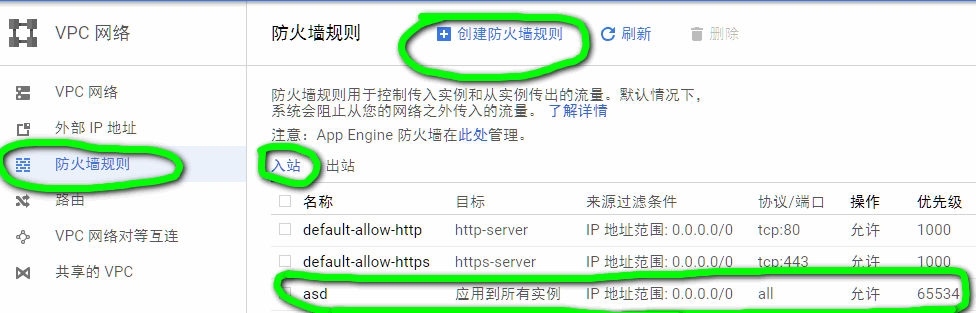 VPC 网络
防火墙规则
创建防火墙规则
刷新
删除
VPC 网络
外部 IP 地址
防火墙规则
路由
VPC 网络对等互连
共享的 VPC
防火墙规则用于控制传入实例和从实例传出的流量。默认情况下，
系统会阻止从您的网络之外传入的流量。 了解详情
注意：App Engine 防火墙在此处管理。
入站 出站
名称 目标 来源过滤条件 协议/端口 操作 优先级
default-allow-http http-server IP 地址范围: 0.0.0.0/0 tcp:80 允许 1000
default-allow-https https-server IP 地址范围: 0.0.0.0/0 tcp:443 允许 1000
asd 应用到所有实例 IP 地址范围: 0.0.0.0/0 all 允许 65534